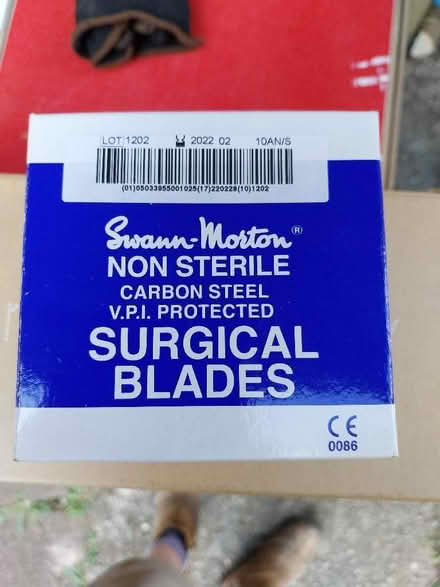 LOT 1202 2022 02 10AN/S
(01)05033955001025(17)220228(10)1202
Swann-Morton®
NON STERILE
CARBON STEEL
V.P.I. PROTECTED
SURGICAL
BLADES
CE
0086